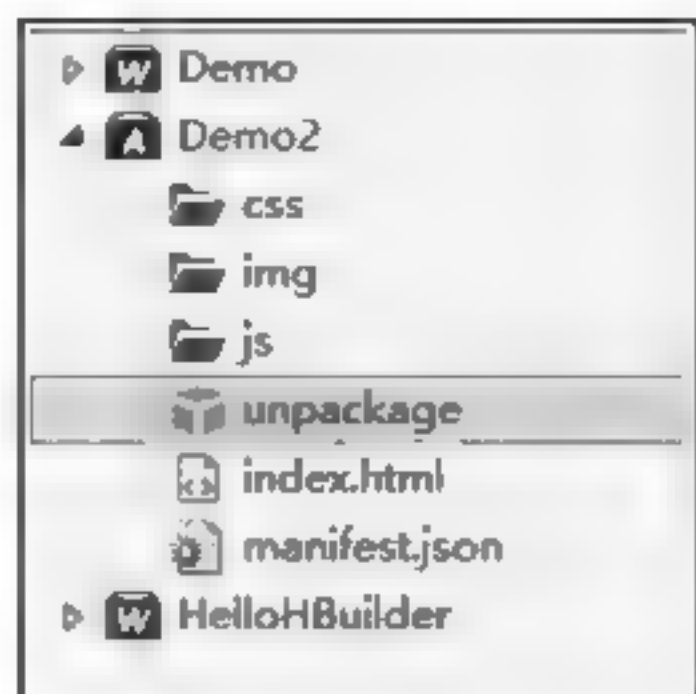 W Demo
A Demo2
css
img
js
unpackage
index.html
manifest.json
W HelloHBuilder